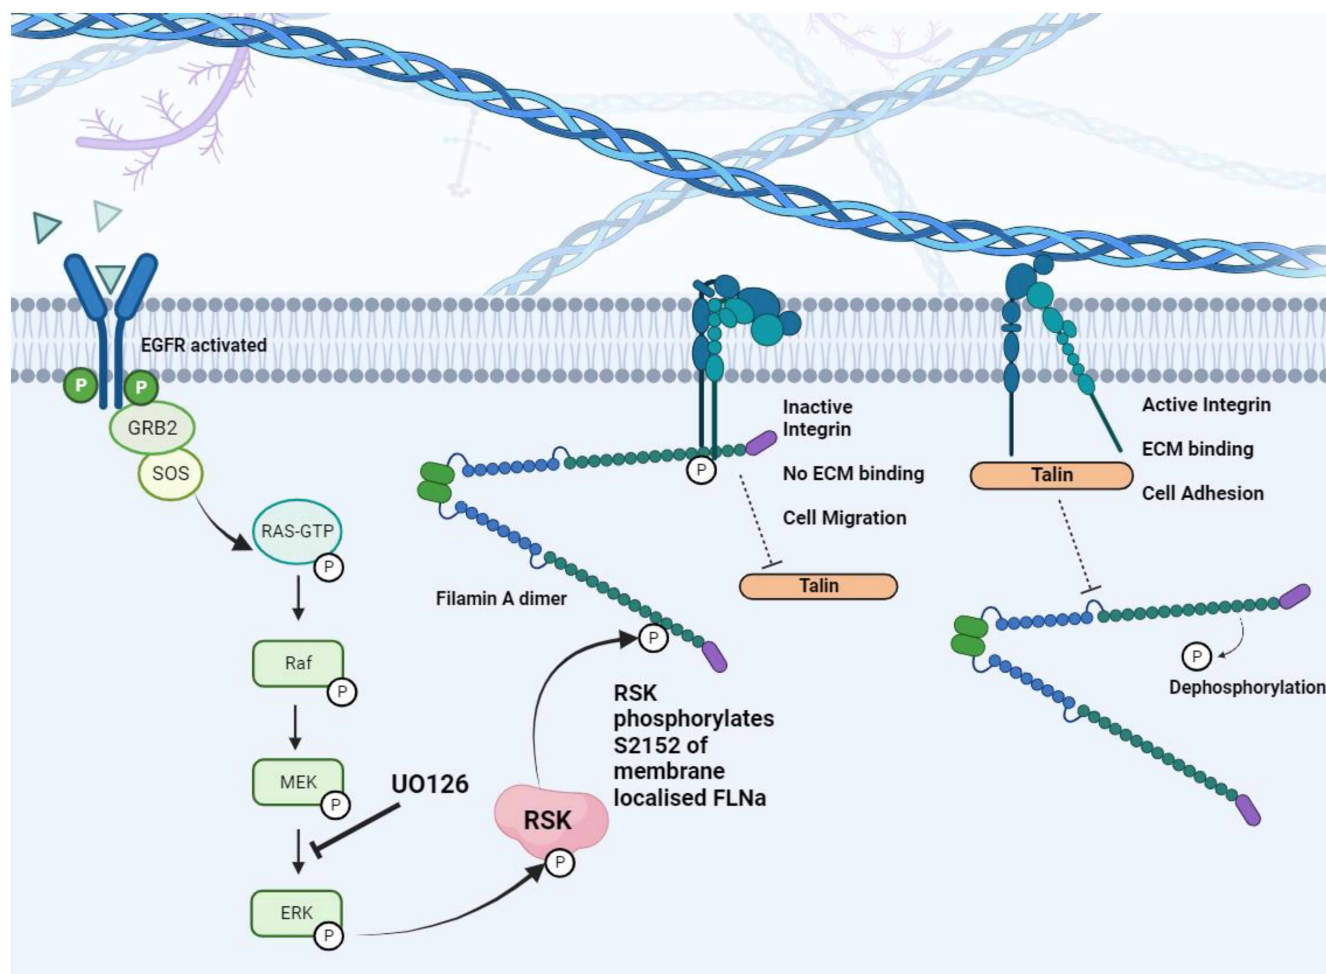 EGFR activated
P
P
GRB2
SOS
RAS-GTP
P
Raf
P
MEK
P
UO126
ERK
P
RSK
P
Filamin A dimer
P
RSK
phosphorylates
S2152 of
membrane
localised FLNa
P
Inactive
Integrin
No ECM binding
Cell Migration
Talin
Active Integrin
ECM binding
Cell Adhesion
Talin
P
Dephosphorylation